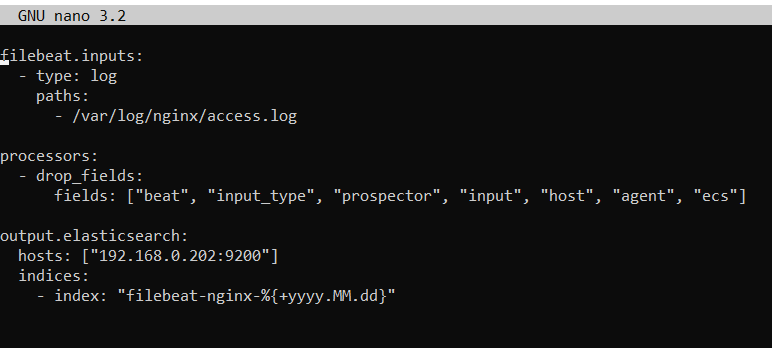 GNU nano 3.2
filebeat.inputs:
  - type: log
    paths:
      - /var/log/nginx/access.log
processors:
  - drop_fields:
      fields: ["beat", "input_type", "prospector", "input", "host", "agent", "ecs"]
output.elasticsearch:
  hosts: ["192.168.0.202:9200"]
  indices:
    - index: "filebeat-nginx-%{+yyyy.MM.dd}"